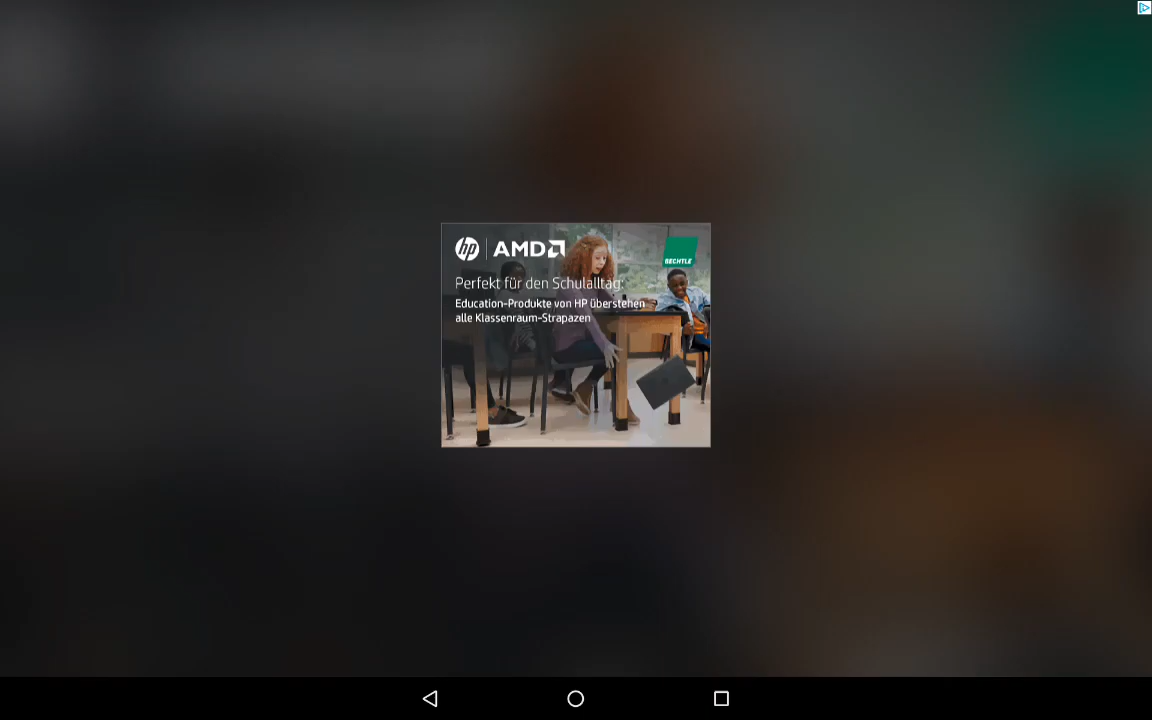 hp AMD
BECHTLE
Perfekt für den Schulalltag:
Education-Produkte von HP überstehen
alle Klassenraum-Strapazen